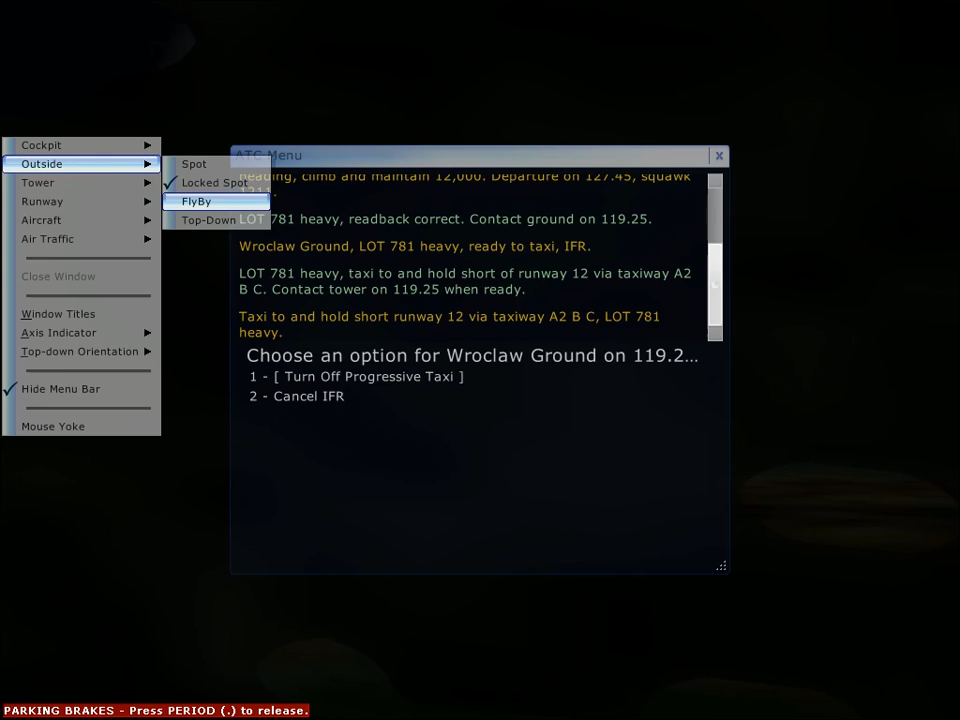 Cockpit
Outside
Tower
Runway
Aircraft
Air Traffic
Close Window
Window Titles
Axis Indicator
Top-down Orientation
Hide Menu Bar
Mouse Yoke
Spot
Locked Spot
FlyBy
Top-Down
ATC Menu
heading, climb and maintain 12,000. Departure on 127.45, squawk
1211.
LOT 781 heavy, readback correct. Contact ground on 119.25.
Wroclaw Ground, LOT 781 heavy, ready to taxi, IFR.
LOT 781 heavy, taxi to and hold short of runway 12 via taxiway A2
B C. Contact tower on 119.25 when ready.
Taxi to and hold short runway 12 via taxiway A2 B C, LOT 781
heavy.
Choose an option for Wroclaw Ground on 119.2...
1 - [ Turn Off Progressive Taxi ]
2 - Cancel IFR
PARKING BRAKES - Press PERIOD (.) to release.